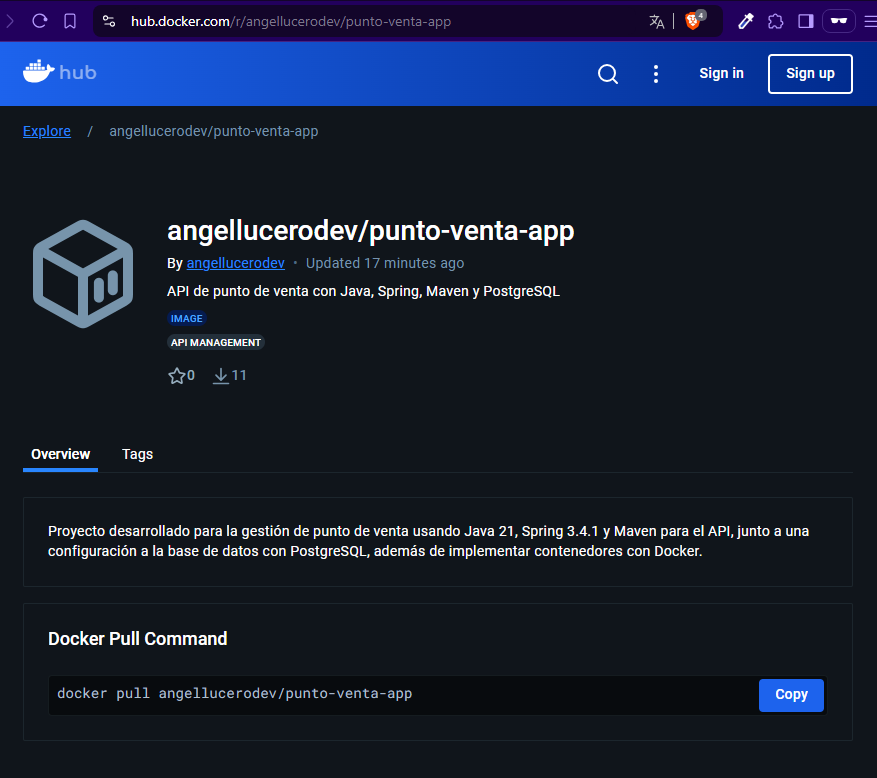 hub.docker.com/r/angellucerodev/punto-venta-app
4
hub
Sign in
Sign up
Explore / angellucerodev/punto-venta-app
angellucerodev/punto-venta-app
By angellucerodev • Updated 17 minutes ago
API de punto de venta con Java, Spring, Maven y PostgreSQL
IMAGE
API MANAGEMENT
0 11
Overview Tags
Proyecto desarrollado para la gestión de punto de venta usando Java 21, Spring 3.4.1 y Maven para el API, junto a una
configuración a la base de datos con PostgreSQL, además de implementar contenedores con Docker.
Docker Pull Command
docker pull angellucerodev/punto-venta-app
Copy